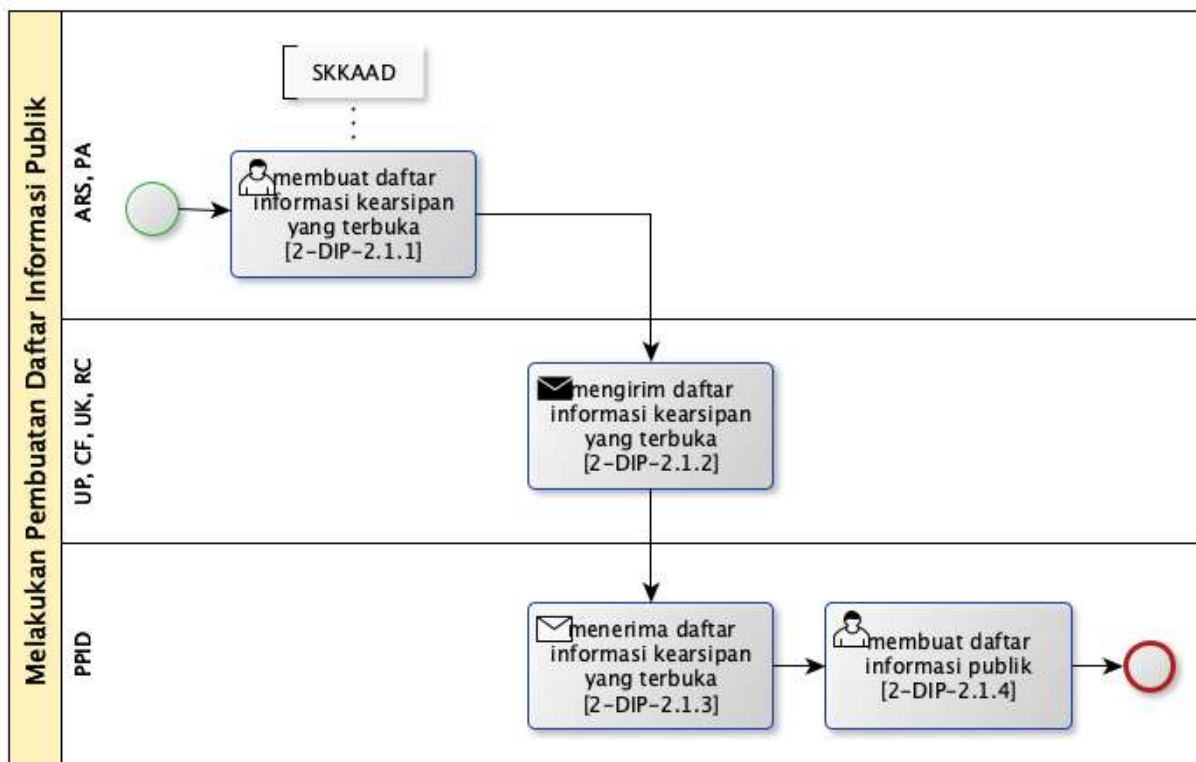 Melakukan Pembuatan Daftar Informasi Publik
ARS, PA
SKKAAD
membuat daftar
informasi kearsipan
yang terbuka
[2-DIP-2.1.1]
UP, CF, UK, RC
mengirim daftar
informasi kearsipan
yang terbuka
[2-DIP-2.1.2]
PPID
menerima daftar
informasi kearsipan
yang terbuka
[2-DIP-2.1.3]
membuat daftar
informasi publik
[2-DIP-2.1.4]